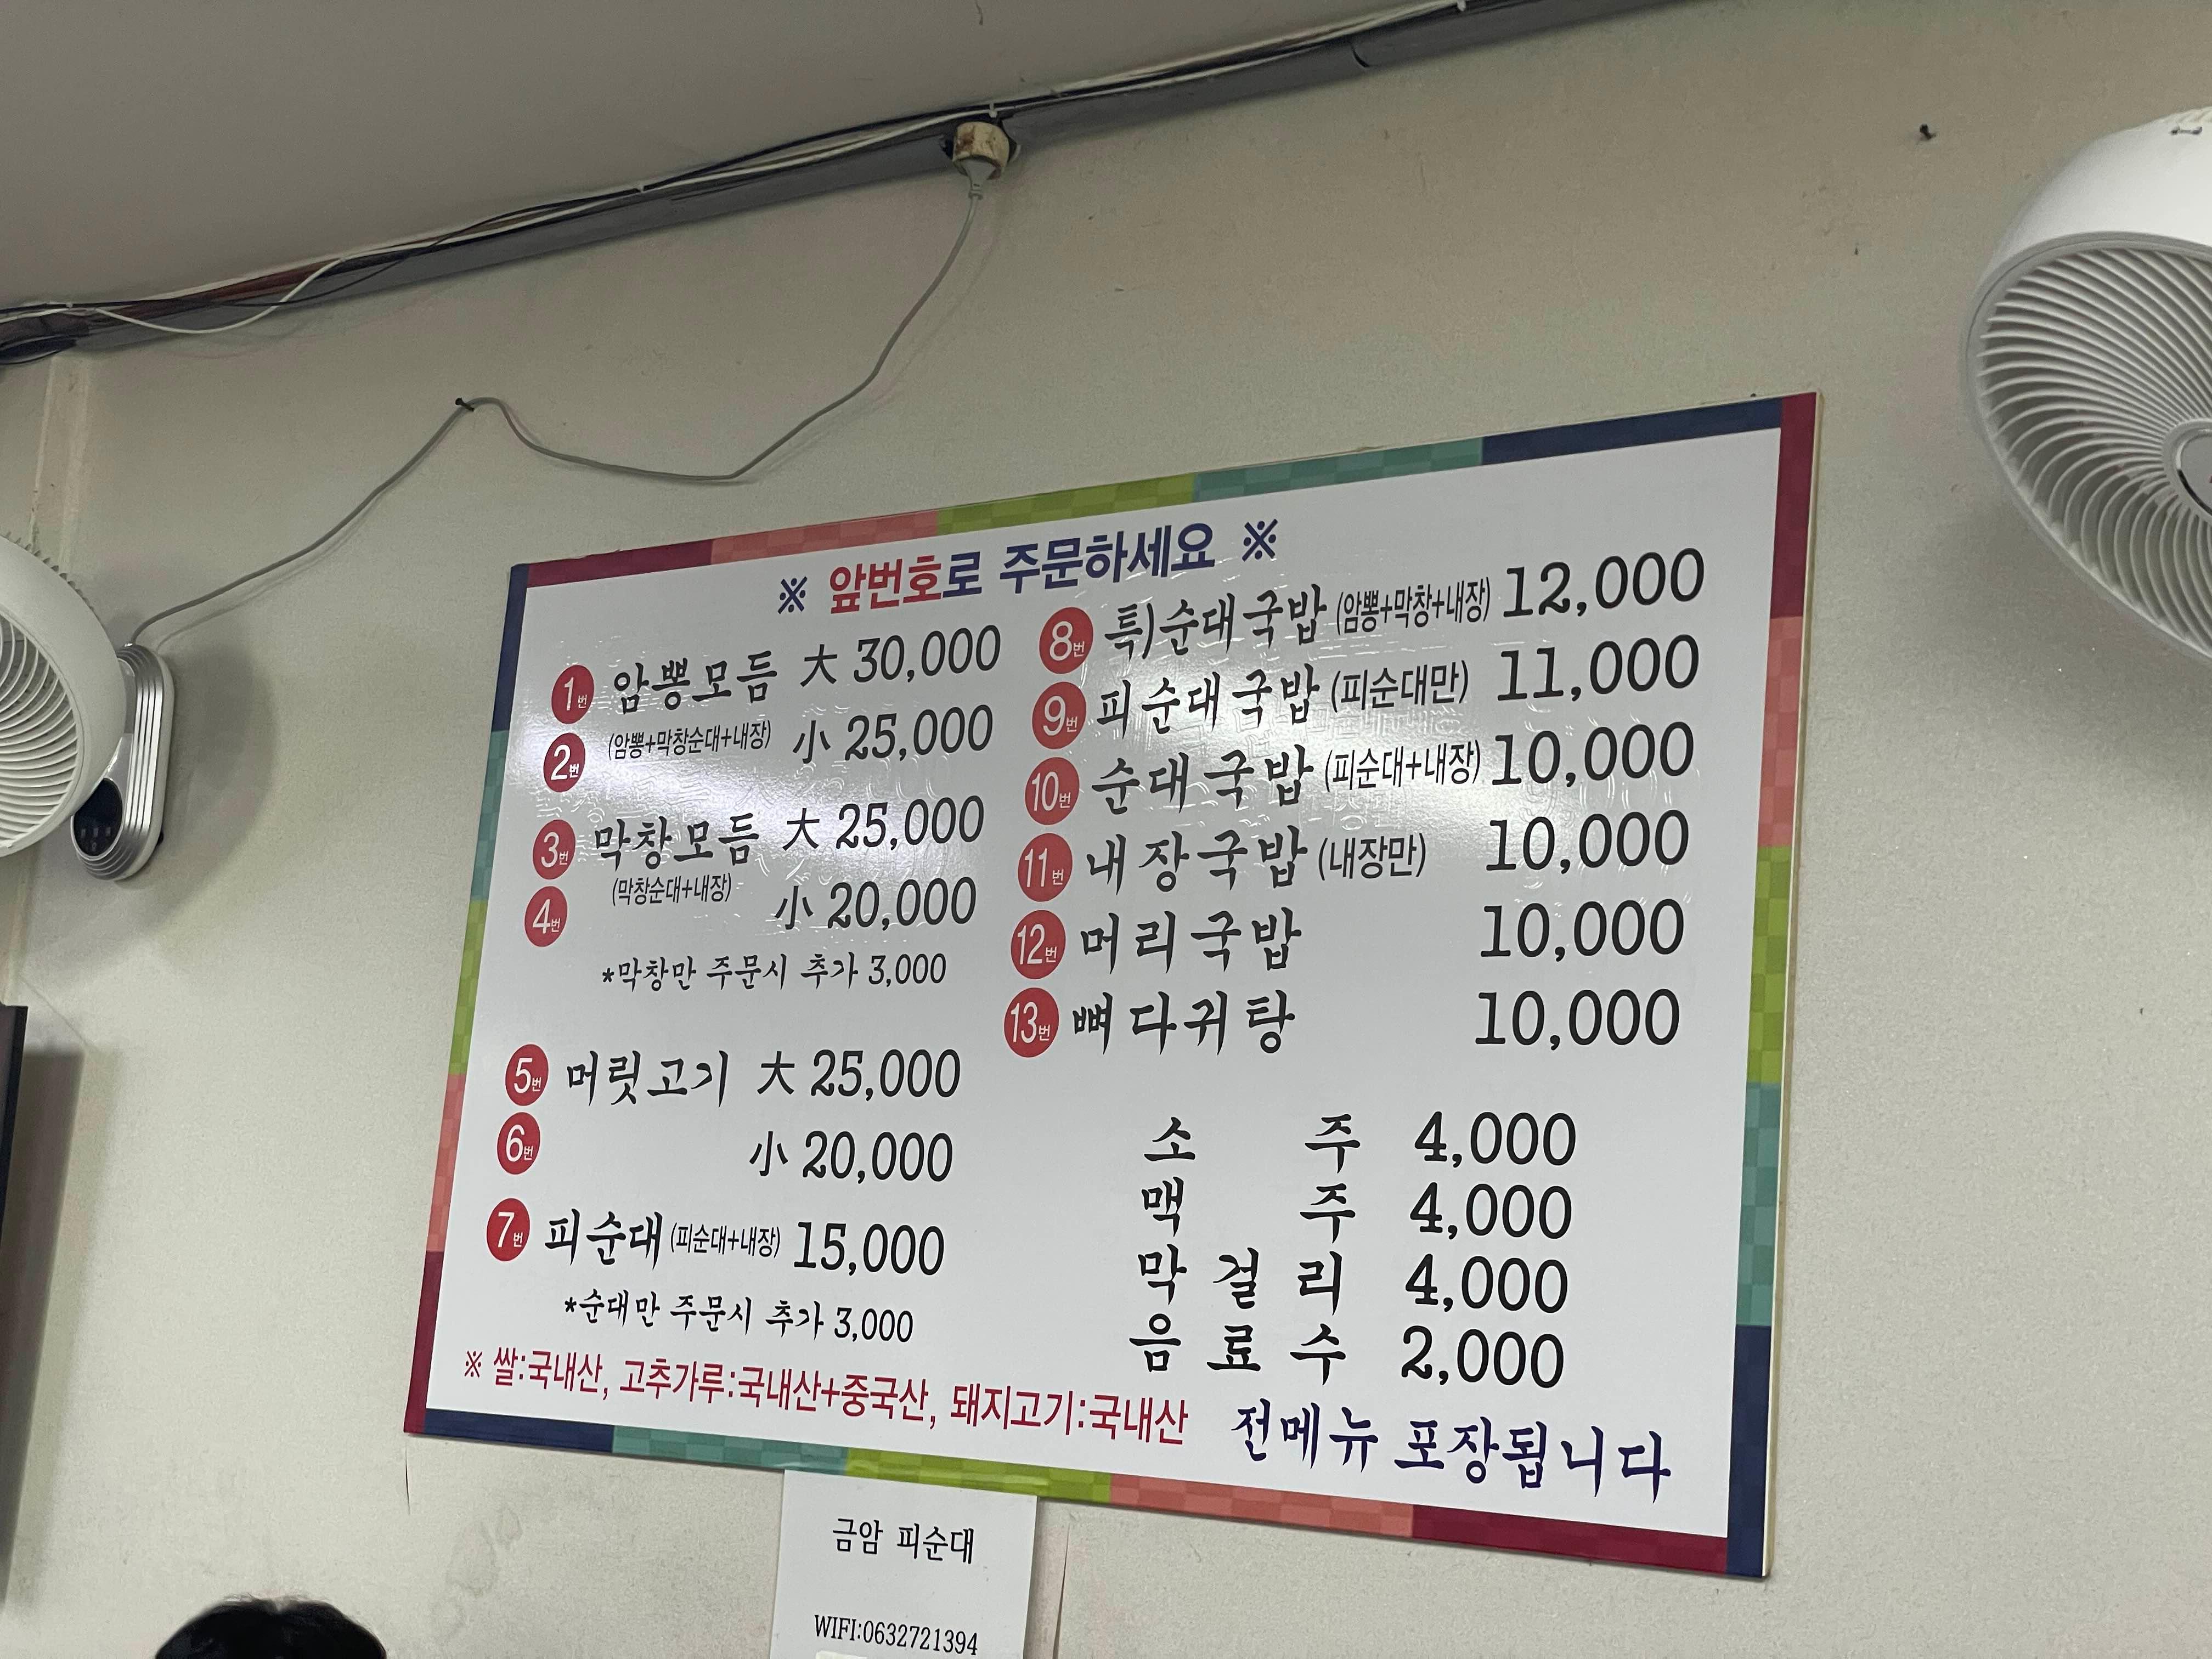 ※ 앞번호로 주문하세요 ※
1번 암뽕모듬 大 30,000
2번 (암뽕+막창순대+내장) 小 25,000
3번 막창모듬 大 25,000
4번 (막창순대+내장) 小 20,000
*막창만 주문시 추가 3,000
5번 머릿고기 大 25,000
6번 小 20,000
7번 피순대 (피순대+내장) 15,000
*순대만 주문시 추가 3,000
8번 특)순대국밥 (암뽕+막창+내장) 12,000
9번 피순대국밥 (피순대만) 11,000
10번 순대국밥 (피순대+내장) 10,000
11번 내장국밥 (내장만) 10,000
12번 머리국밥 10,000
13번 뼈다귀탕 10,000
소 주 4,000
맥 주 4,000
막 걸 리 4,000
음 료 수 2,000
※ 쌀:국내산, 고추가루:국내산+중국산, 돼지고기:국내산
전메뉴 포장됩니다
금암 피순대
WIFI:0632721394